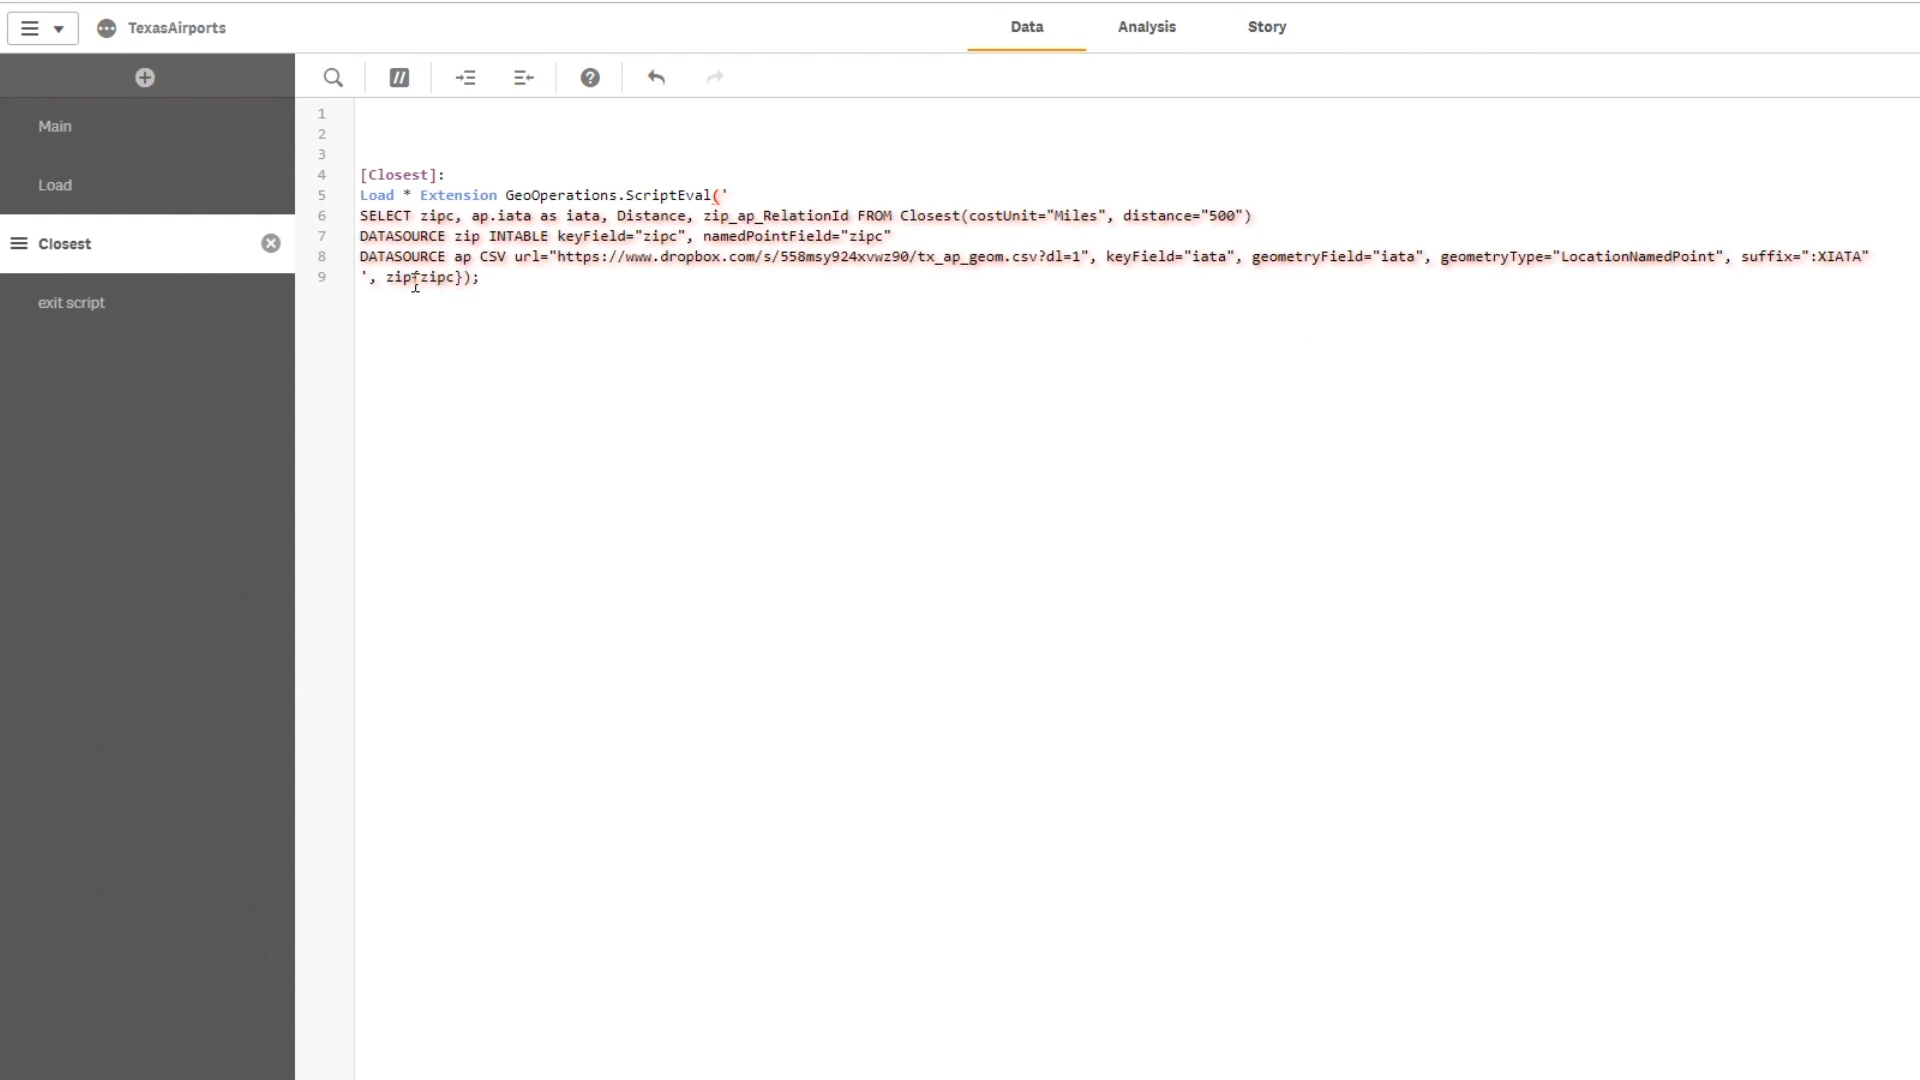 TexasAirports
Data
Analysis
Story
Main
Load
Closest
exit script
//
?
1
2
3
4 [Closest]:
5 Load * Extension GeoOperations.ScriptEval('
6 SELECT zipc, ap.iata as iata, Distance, zip_ap_RelationId FROM Closest(costUnit="Miles", distance="500")
7 DATASOURCE zip INTABLE keyField="zipc", namedPointField="zipc"
8 DATASOURCE ap CSV url="https://www.dropbox.com/s/558msy924xvwz90/tx_ap_geom.csv?dl=1", keyField="iata", geometryField="iata", geometryType="LocationNamedPoint", suffix=":XIATA"
9 ', zip{zipc});